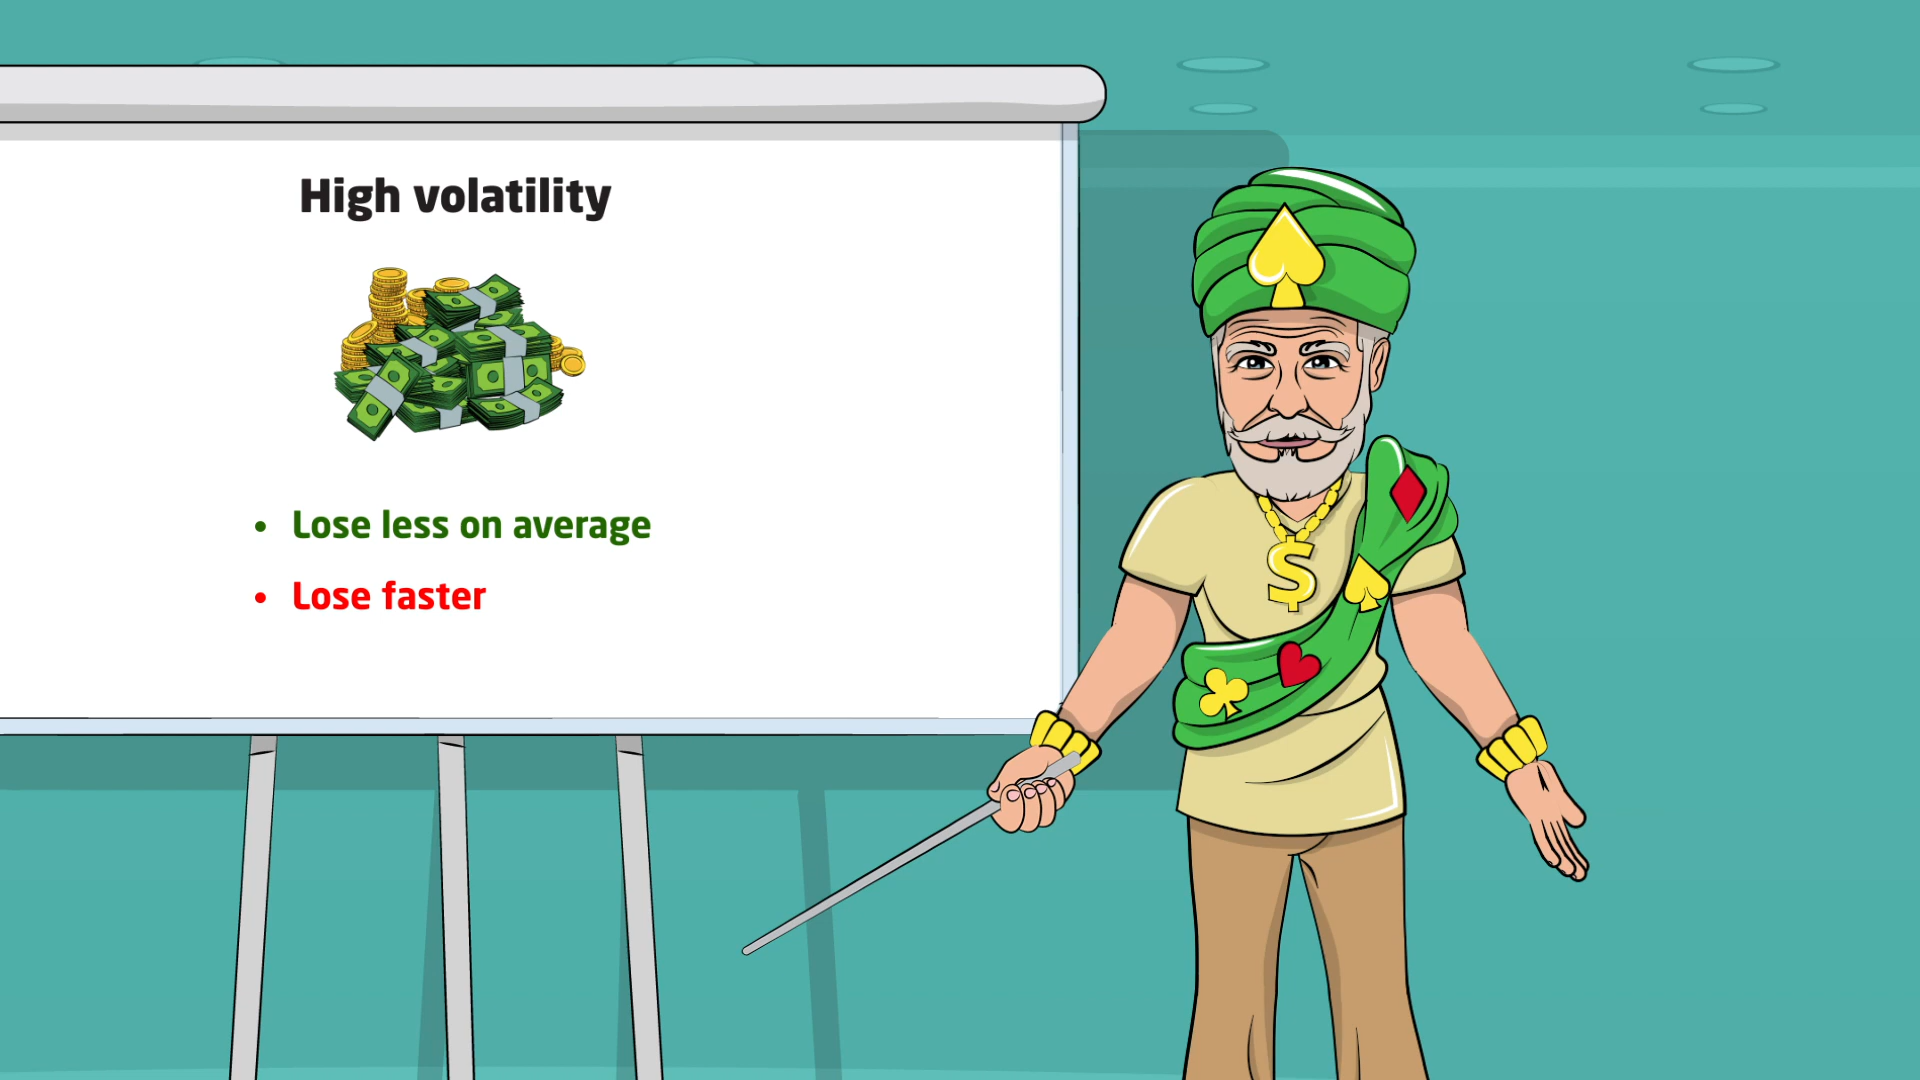 High volatility
• Lose less on average
• Lose faster
$